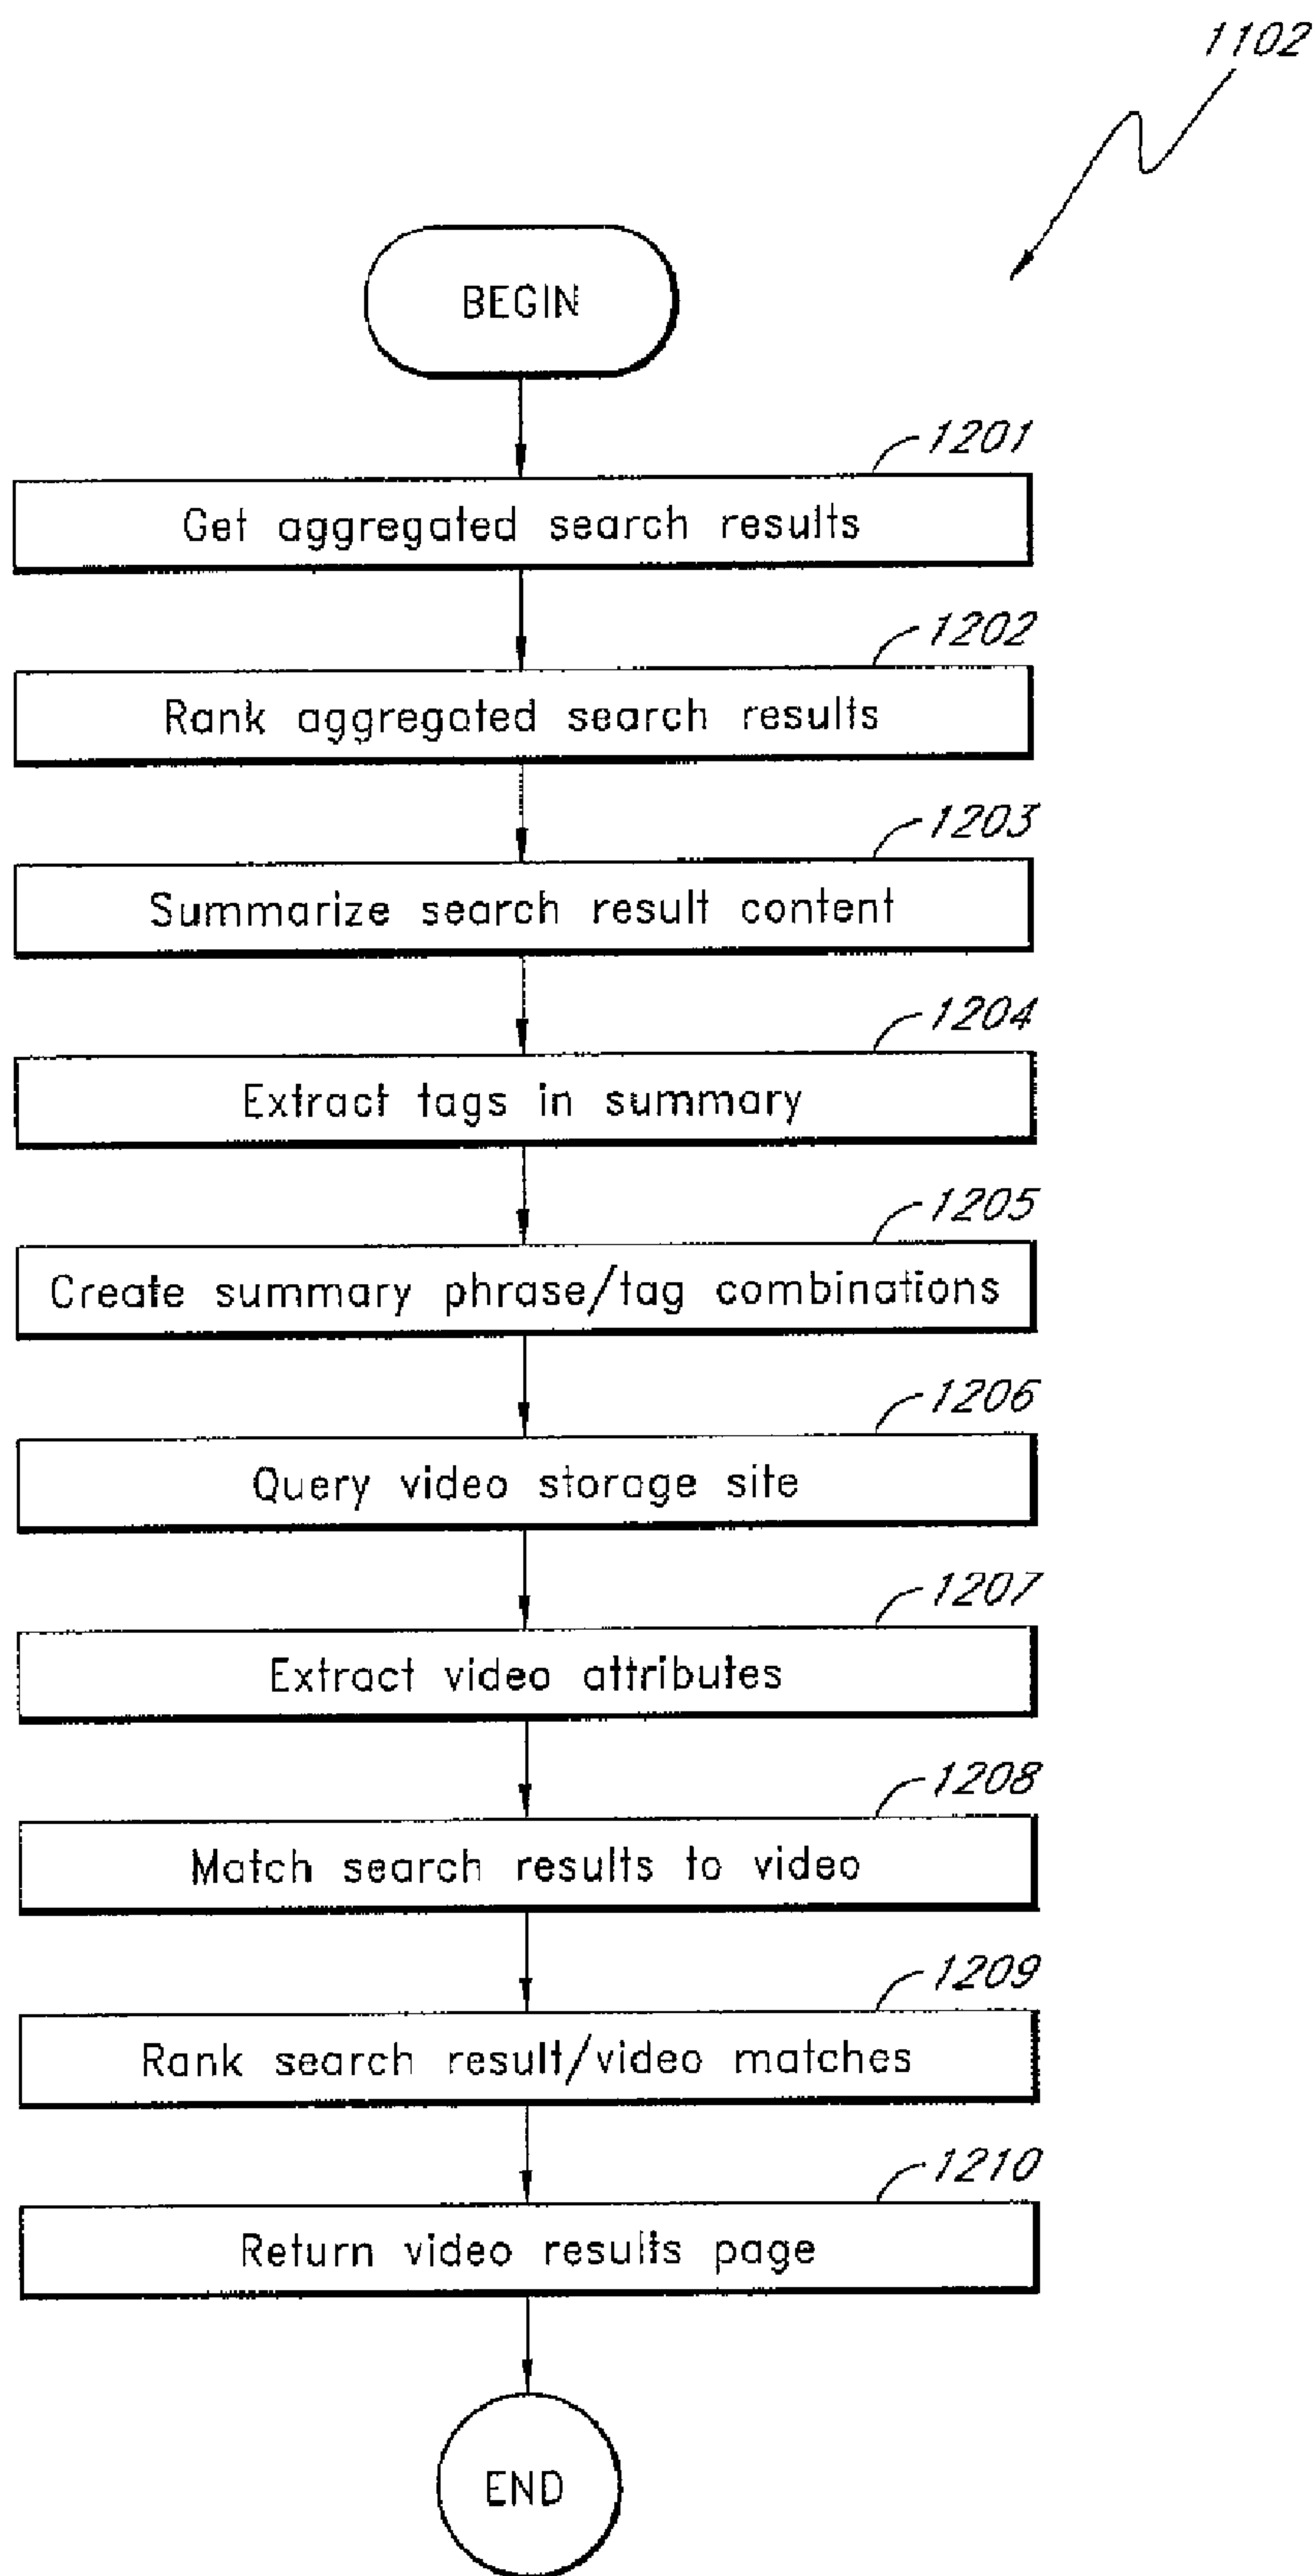 1102
BEGIN
1201
Get aggregated search results
1202
Rank aggregated search results
1203
Summarize search result content
1204
Extract tags in summary
1205
Create summary phrase/tag combinations
1206
Query video storage site
1207
Extract video attributes
1208
Match search results to video
1209
Rank search result/video matches
1210
Return video results page
END